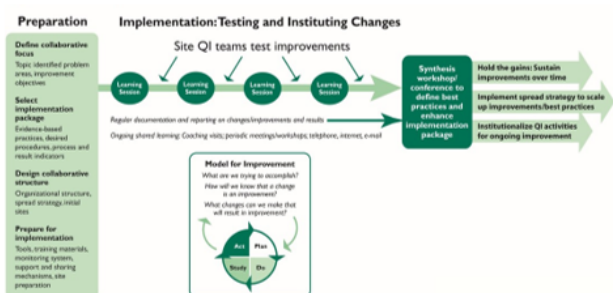 Preparation
Define collaborative
focus
Topic identified problem
areas, improvement
objectives
Select
implementation
package
Evidence-based
practices, desired
procedures, process and
result indicators
Design collaborative
structure
Organizational structure,
spread strategy, initial
sites
Prepare for
implementation
Tools, training materials,
monitoring system,
support and sharing
mechanisms, site
preparation
Implementation: Testing and Instituting Changes
Site QI teams test improvements
Learning
Session
Learning
Session
Learning
Session
Learning
Session
Regular documentation and reporting on changes/improvements and results
Ongoing shared learning: Coaching visits; periodic meetings/workshops; telephone, internet, e-mail
Model for Improvement
What are we trying to accomplish?
How will we know that a change
is an improvement?
What changes can we make that
will result in improvement?
Act
Plan
Study
Do
Synthesis
workshop/
conference to
define best
practices and
enhance
implementation
package
Hold the gains: Sustain
improvements over time
Implement spread strategy to scale
up improvements/best practices
Institutionalize QI activities
for ongoing improvement